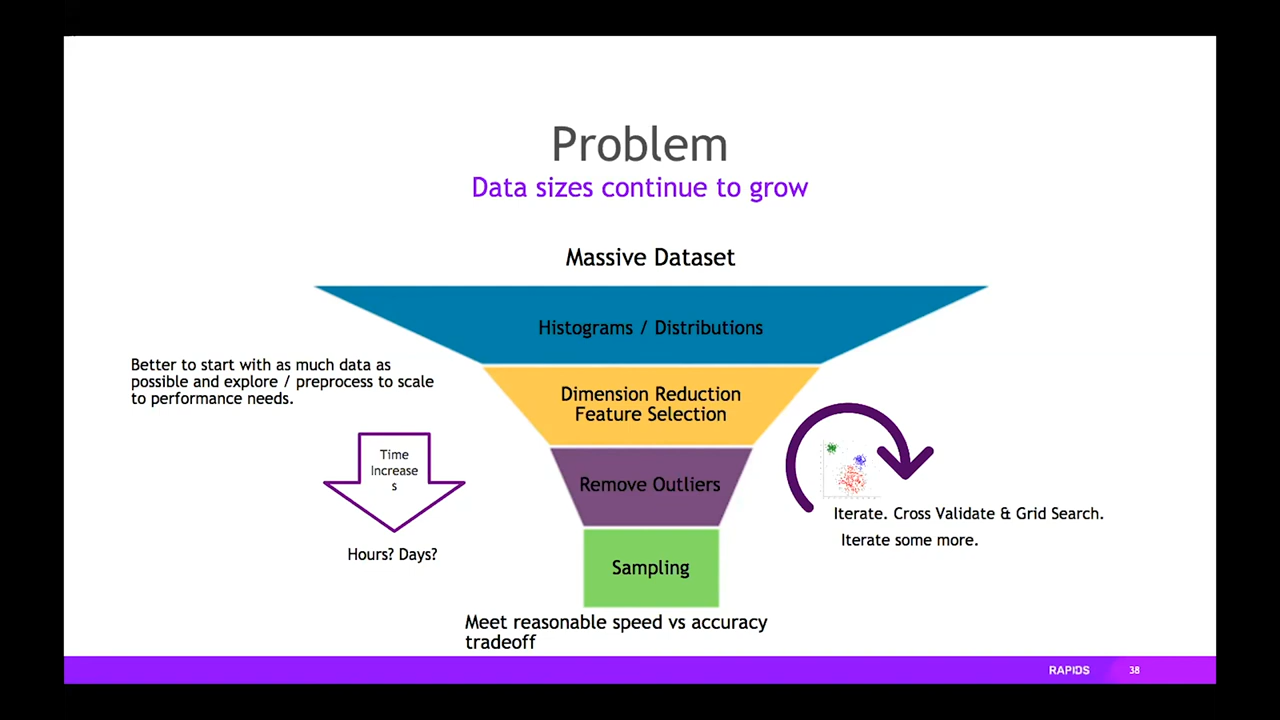 Problem
Data sizes continue to grow
Massive Dataset
Histograms / Distributions
Better to start with as much data as
possible and explore / preprocess to scale
to performance needs.
Dimension Reduction
Feature Selection
Time
Increase
s
Remove Outliers
Iterate. Cross Validate & Grid Search.
Iterate some more.
Hours? Days?
Sampling
Meet reasonable speed vs accuracy
tradeoff
RAPIDS
38